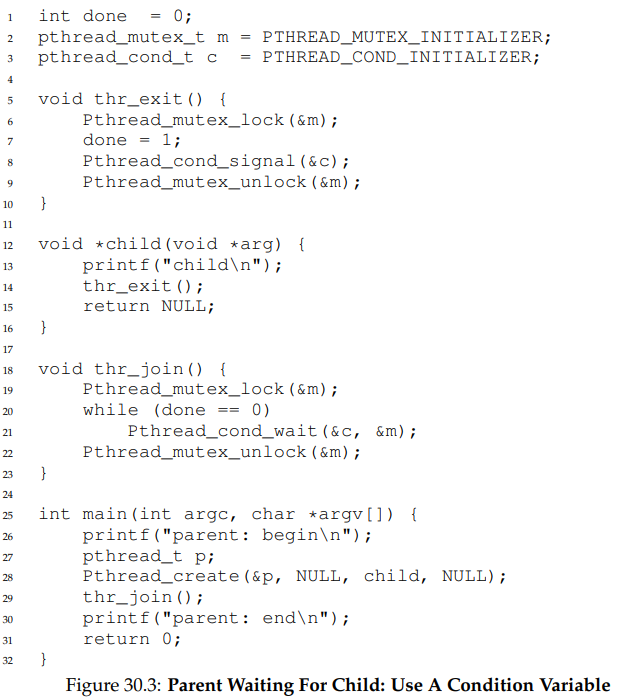 1 int done = 0;
2 pthread_mutex_t m = PTHREAD_MUTEX_INITIALIZER;
3 pthread_cond_t c = PTHREAD_COND_INITIALIZER;
4
5 void thr_exit() {
6 Pthread_mutex_lock(&m);
7 done = 1;
8 Pthread_cond_signal(&c);
9 Pthread_mutex_unlock(&m);
10 }
11
12 void *child(void *arg) {
13 printf("child\n");
14 thr_exit();
15 return NULL;
16 }
17
18 void thr_join() {
19 Pthread_mutex_lock(&m);
20 while (done == 0)
21 Pthread_cond_wait(&c, &m);
22 Pthread_mutex_unlock(&m);
23 }
24
25 int main(int argc, char *argv[]) {
26 printf("parent: begin\n");
27 pthread_t p;
28 Pthread_create(&p, NULL, child, NULL);
29 thr_join();
30 printf("parent: end\n");
31 return 0;
32 }
Figure 30.3: Parent Waiting For Child: Use A Condition Variable